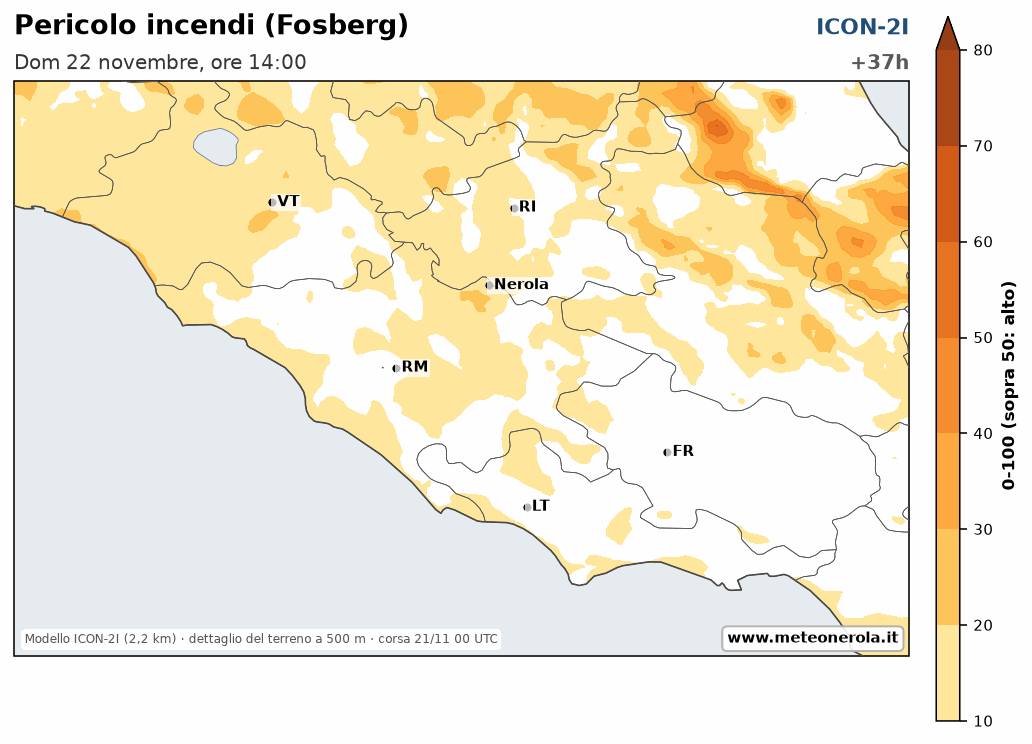 Pericolo incendi (Fosberg)
ICON-2I
Dom 22 novembre, ore 14:00
+37h
VT
RI
Nerola
RM
FR
LT
Modello ICON-2I (2,2 km) · dettaglio del terreno a 500 m · corsa 21/11 00 UTC
www.meteonerola.it
80
70
60
50
40
30
20
10
0-100 (sopra 50: alto)